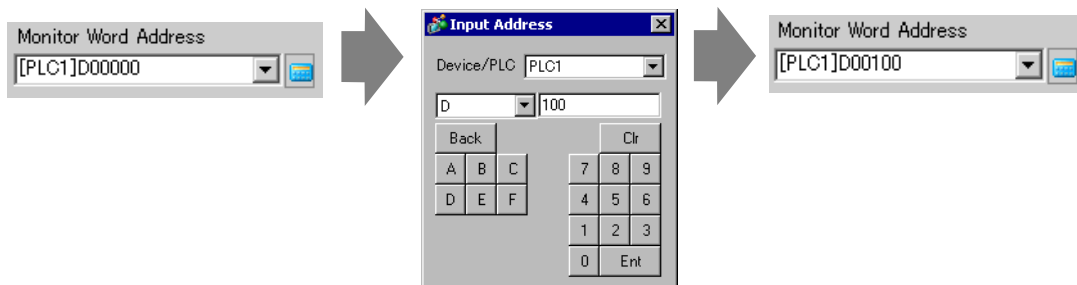 Monitor Word Address
[PLC1]D00000
Input Address
Device/PLC PLC1
D 100
Back Clr
A B C 7 8 9
D E F 4 5 6
1 2 3
0 Ent
Monitor Word Address
[PLC1]D00100